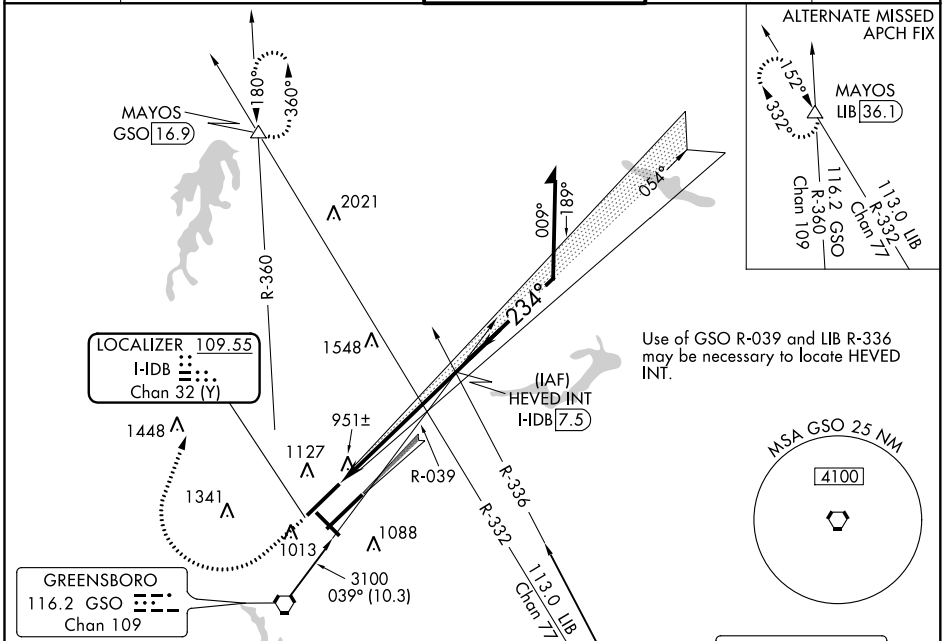 ALTERNATE MISSED
APCH FIX
180°
360°
MAYOS
GSO 16.9
152°
332°
MAYOS
LIB 36.1
116.2 GSO
R-360
Chan 109
113.0 LIB
R-332
Chan 77
2021
009°
189°
054°
R-360
234°
LOCALIZER 109.55
I-IDB
Chan 32 (Y)
1548
Use of GSO R-039 and LIB R-336
may be necessary to locate HEVED
INT.
(IAF)
HEVED INT
I-IDB 7.5
1448
951±
1127
R-039
R-336
R-332
1341
1013
1088
MSA GSO 25 NM
4100
GREENSBORO
116.2 GSO
Chan 109
3100
039° (10.3)
113.0 LIB
Chan 77